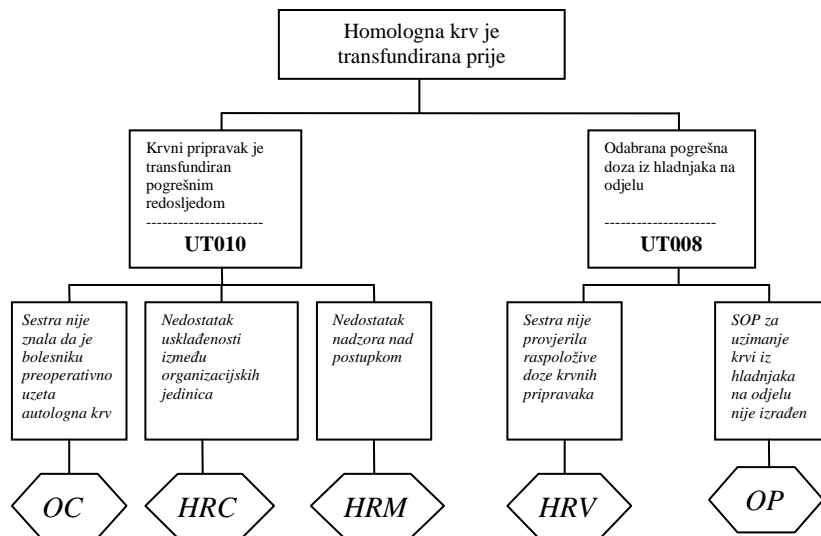 Homologna krv je
transfundirana prije
Krvni pripravak je
transfundiran
pogrešnim
redosljedom
----------------------
UT010
Odabrana pogrešna
doza iz hladnjaka na
odjelu
---------------------
UT008
Sestra nije
znala da je
bolesniku
preoperativno
uzeta
autologna krv
Nedostatak
usklađenosti
između
organizacijskih
jedinica
Nedostatak
nadzora nad
postupkom
Sestra nije
provjerila
raspoložive
doze krvnih
pripravaka
SOP za
uzimanje
krvi iz
hladnjaka
na odjelu
nije izrađen
OC
HRC
HRM
HRV
OP